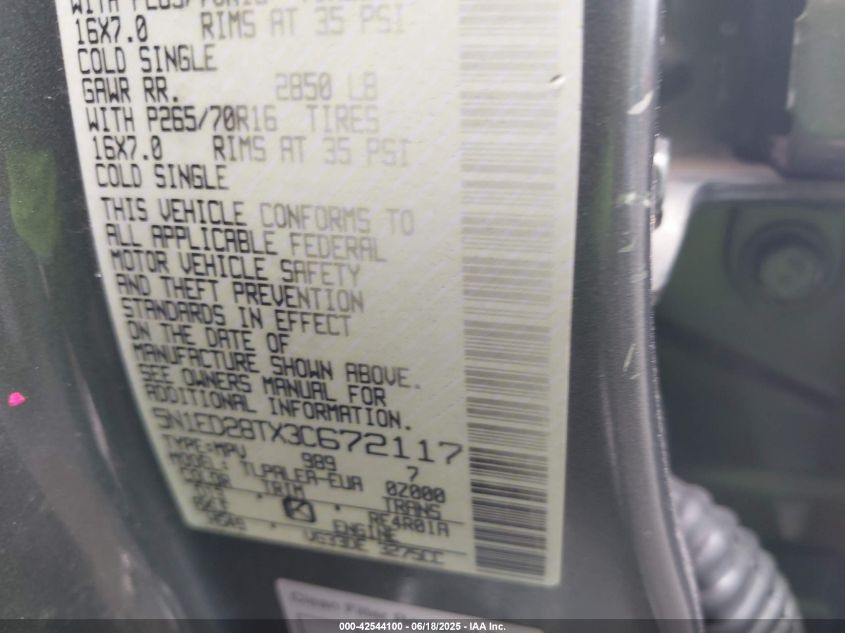 16X7.0 RIMS AT 35 PSI
COLD SINGLE
GAWR RR. 2850 LB
WITH P265/70R16 TIRES
16X7.0 RIMS AT 35 PSI
COLD SINGLE
THIS VEHICLE CONFORMS TO
ALL APPLICABLE FEDERAL
MOTOR VEHICLE SAFETY
AND THEFT PREVENTION
STANDARDS IN EFFECT
ON THE DATE OF
MANUFACTURE SHOWN ABOVE.
SEE OWNERS MANUAL FOR
ADDITIONAL INFORMATION.
5N1ED28TX3C672117
TYPE:MPV 989 7
MODEL: TLPALEA-EUA 0Z000
COLOR TRIM TRANS
RE4R01A
ENGINE
VG33DE 3275CC
000-42544100 - 06/18/2025 - IAA Inc.